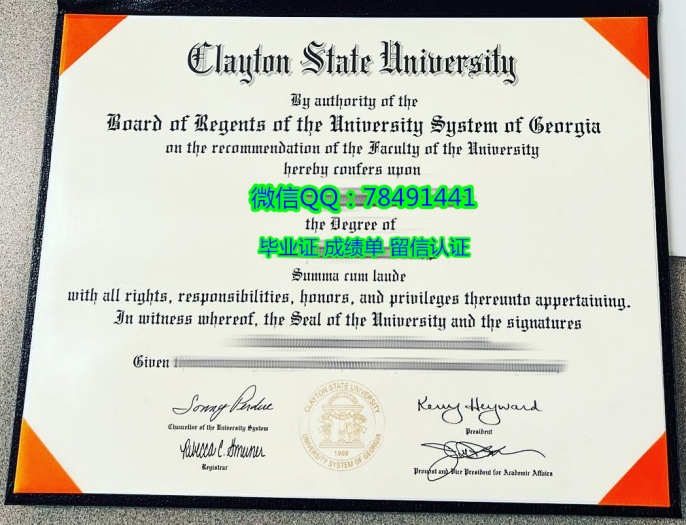 Clayton State University
By authority of the
Board of Regents of the University System of Georgia
on the recommendation of the Faculty of the University
hereby confers upon
微信QQ：78491441
the Degree of
毕业证·成绩单·留信认证
Summa cum laude
with all rights, responsibilities, honors, and privileges thereunto appertaining.
In witness whereof, the Seal of the University and the signatures
Given
Sonny Perdue
Chancellor of the University System
Registrar
CLAYTON STATE UNIVERSITY
UNIVERSITY SYSTEM OF GEORGIA
Kerry Heyward
President
Provost and Vice President for Academic Affairs